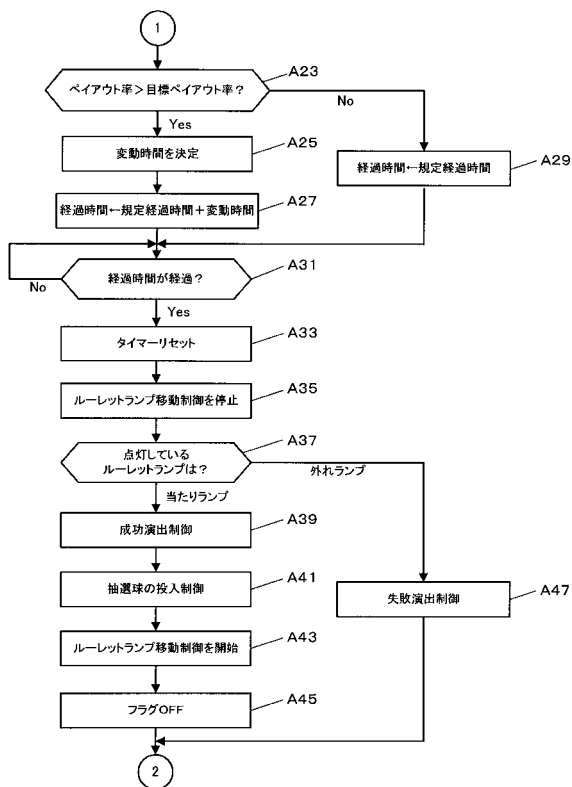 1
ペイアウト率>目標ペイアウト率?
A23
No
Yes
変動時間を決定
A25
経過時間←規定経過時間
A29
経過時間←規定経過時間+変動時間
A27
経過時間が経過?
A31
No
Yes
タイマーリセット
A33
ルーレットランプ移動制御を停止
A35
点灯している
ルーレットランプは?
A37
外れランプ
当たりランプ
成功演出制御
A39
抽選球の投入制御
A41
失敗演出制御
A47
ルーレットランプ移動制御を開始
A43
フラグOFF
A45
2